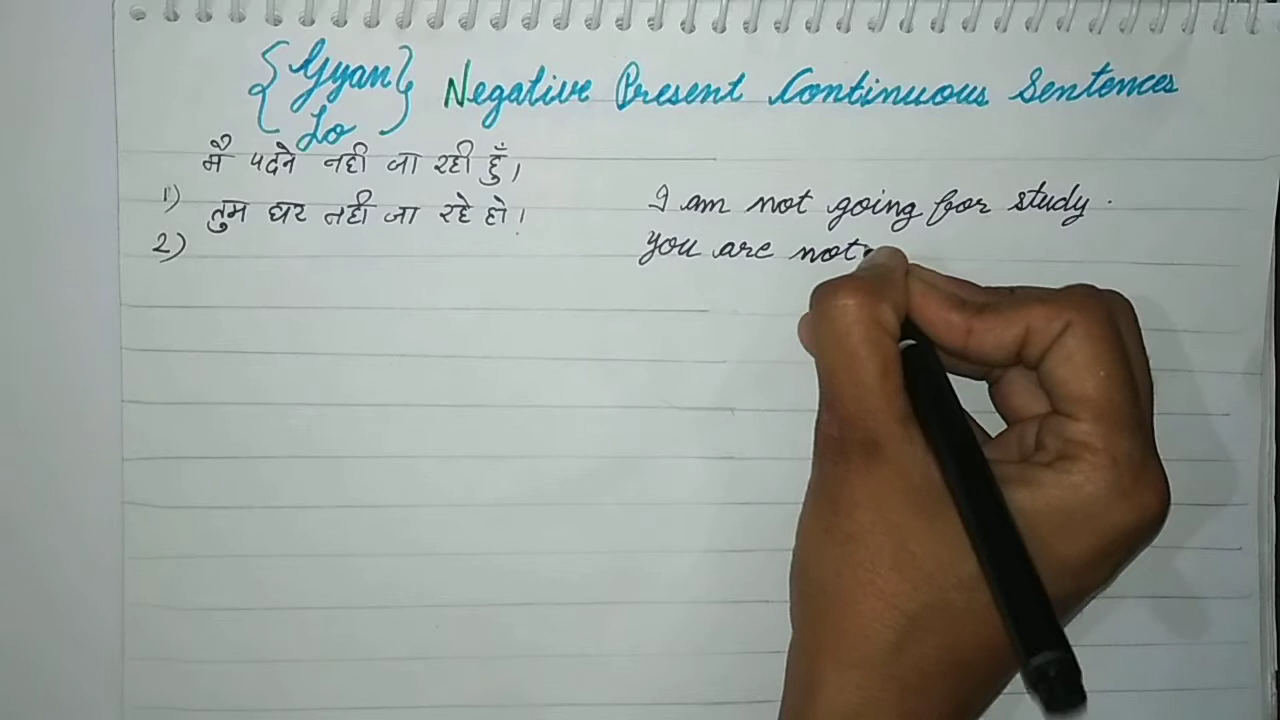 {Gyan Lo} Negative Present Continuous Sentences
1) मै पढने नही जा रही हुँ।
I am not going for study.
2) तुम घर नही जा रहे हो।
You are not